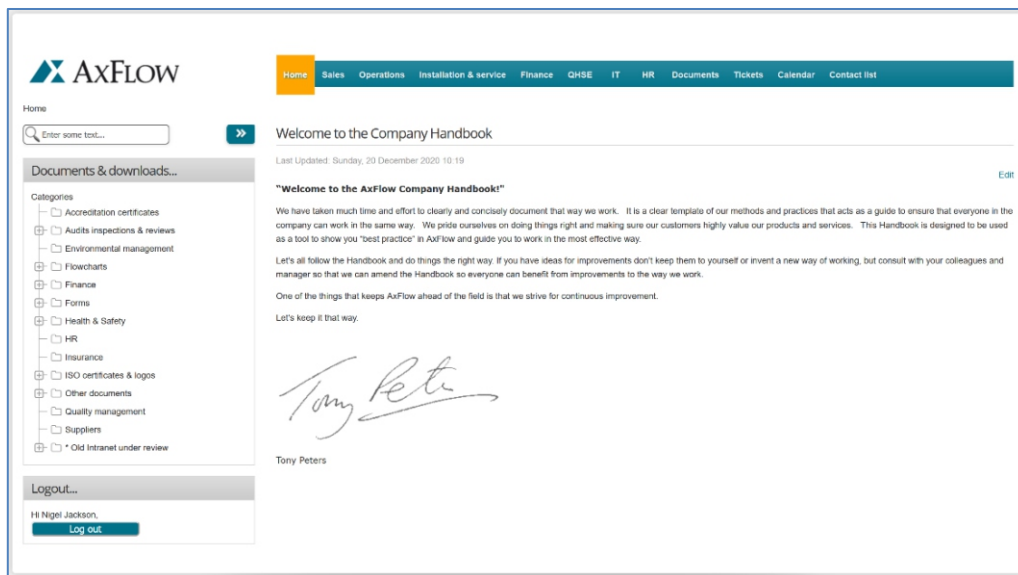 AxFlow
Home Sales Operations Installation & service Finance QHSE IT HR Documents Tickets Calendar Contact list
Home
Enter some text...
Documents & downloads...
Categories
Accreditation certificates
Audits inspections & reviews
Environmental management
Flowcharts
Finance
Forms
Health & Safety
HR
Insurance
ISO certificates & logos
Other documents
Quality management
Suppliers
* Old Intranet under review
Logout...
Hi Nigel Jackson,
Log out
Welcome to the Company Handbook
Last Updated: Sunday, 20 December 2020 10:19
Edit
"Welcome to the AxFlow Company Handbook!"
We have taken much time and effort to clearly and concisely document that way we work. It is a clear template of our methods and practices that acts as a guide to ensure that everyone in the
company can work in the same way. We pride ourselves on doing things right and making sure our customers highly value our products and services. This Handbook is designed to be used
as a tool to show you "best practice" in AxFlow and guide you to work in the most effective way.
Let's all follow the Handbook and do things the right way. If you have ideas for improvements don't keep them to yourself or invent a new way of working, but consult with your colleagues and
manager so that we can amend the Handbook so everyone can benefit from improvements to the way we work.
One of the things that keeps AxFlow ahead of the field is that we strive for continuous improvement.
Let's keep it that way.
Tony Peters
Tony Peters